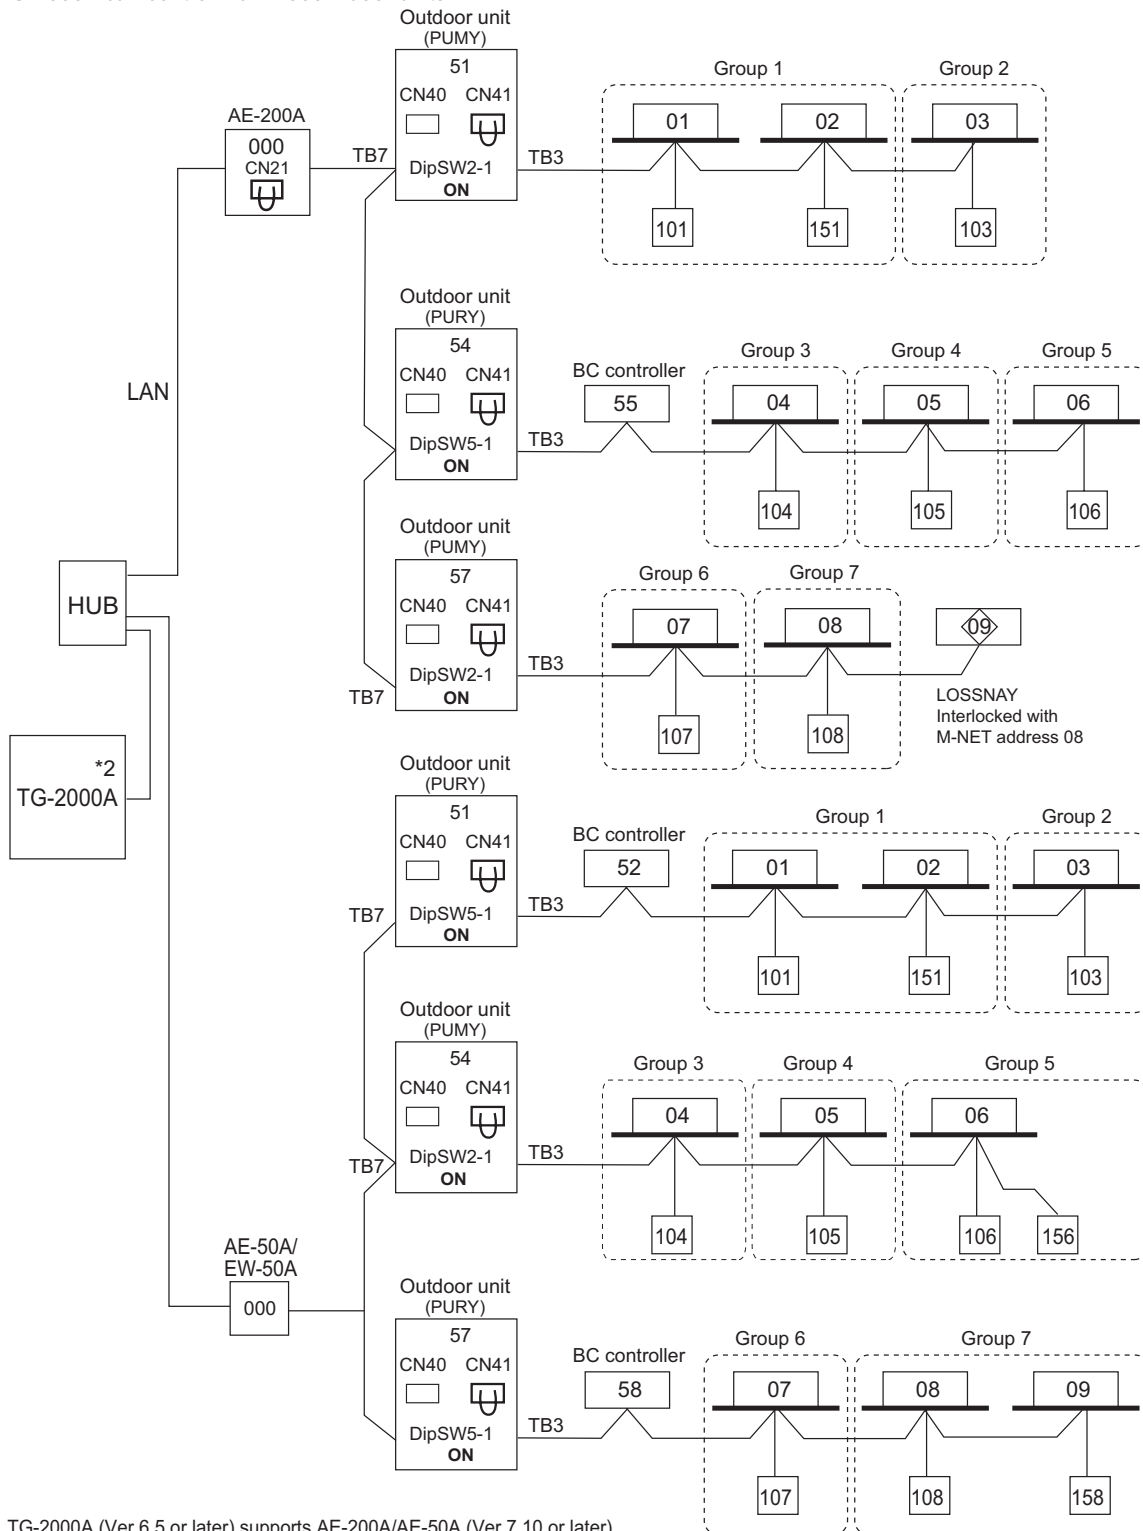 Outdoor unit
(PUMY)
51
CN40 CN41
DipSW2-1
ON
AE-200A
000
CN21
TB7
TB3
Group 1
Group 2
01
02
03
101
151
103
Outdoor unit
(PURY)
54
CN40 CN41
DipSW5-1
ON
TB3
BC controller
55
Group 3
Group 4
Group 5
04
05
06
104
105
106
LAN
Outdoor unit
(PUMY)
57
CN40 CN41
DipSW2-1
ON
TB7
TB3
Group 6
Group 7
07
08
09
107
108
LOSSNAY
Interlocked with
M-NET address 08
HUB
*2
TG-2000A
Outdoor unit
(PURY)
51
CN40 CN41
DipSW5-1
ON
TB7
TB3
BC controller
52
Group 1
Group 2
01
02
03
101
151
103
Outdoor unit
(PUMY)
54
CN40 CN41
DipSW2-1
ON
TB7
TB3
Group 3
Group 4
Group 5
04
05
06
104
105
106
156
AE-50A/
EW-50A
000
Outdoor unit
(PURY)
57
CN40 CN41
DipSW5-1
ON
TB3
BC controller
58
Group 6
Group 7
07
08
09
107
108
158
TG-2000A (Ver.6.5 or later) supports AE-200A/AE-50A (Ver.7.10 or later)